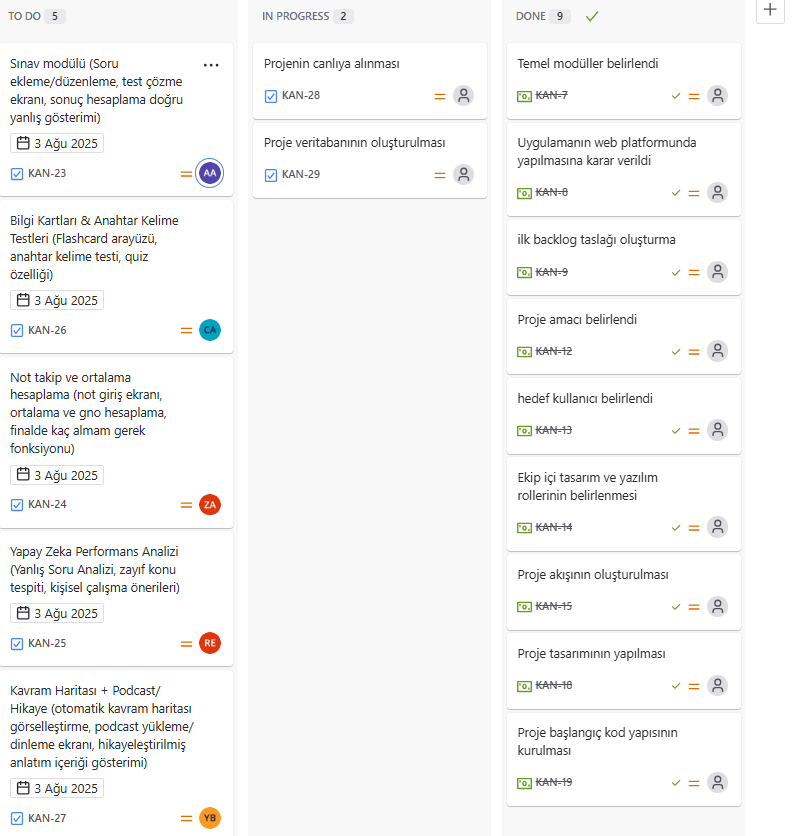 TO DO 5
Sınav modülü (Soru
ekleme/düzenleme, test çözme
ekranı, sonuç hesaplama doğru
yanlış gösterimi)
3 Ağu 2025
KAN-23
AA
Bilgi Kartları & Anahtar Kelime
Testleri (Flashcard arayüzü,
anahtar kelime testi, quiz
özelliği)
3 Ağu 2025
KAN-26
CA
Not takip ve ortalama
hesaplama (not giriş ekranı,
ortalama ve gno hesaplama,
finalde kaç almam gerek
fonksiyonu)
3 Ağu 2025
KAN-24
ZA
Yapay Zeka Performans Analizi
(Yanlış Soru Analizi, zayıf konu
tespiti, kişisel çalışma önerileri)
3 Ağu 2025
KAN-25
RE
Kavram Haritası + Podcast/
Hikaye (otomatik kavram haritası
görselleştirme, podcast yükleme/
dinleme ekranı, hikayeleştirilmiş
anlatım içeriği gösterimi)
3 Ağu 2025
KAN-27
YB
IN PROGRESS 2
Projenin canlıya alınması
KAN-28
Proje veritabanının oluşturulması
KAN-29
DONE 9
Temel modüller belirlendi
KAN-7
Uygulamanın web platformunda
yapılmasına karar verildi
KAN-8
ilk backlog taslağı oluşturma
KAN-9
Proje amacı belirlendi
KAN-12
hedef kullanıcı belirlendi
KAN-13
Ekip içi tasarım ve yazılım
rollerinin belirlenmesi
KAN-14
Proje akışının oluşturulması
KAN-15
Proje tasarımının yapılması
KAN-18
Proje başlangıç kod yapısının
kurulması
KAN-19